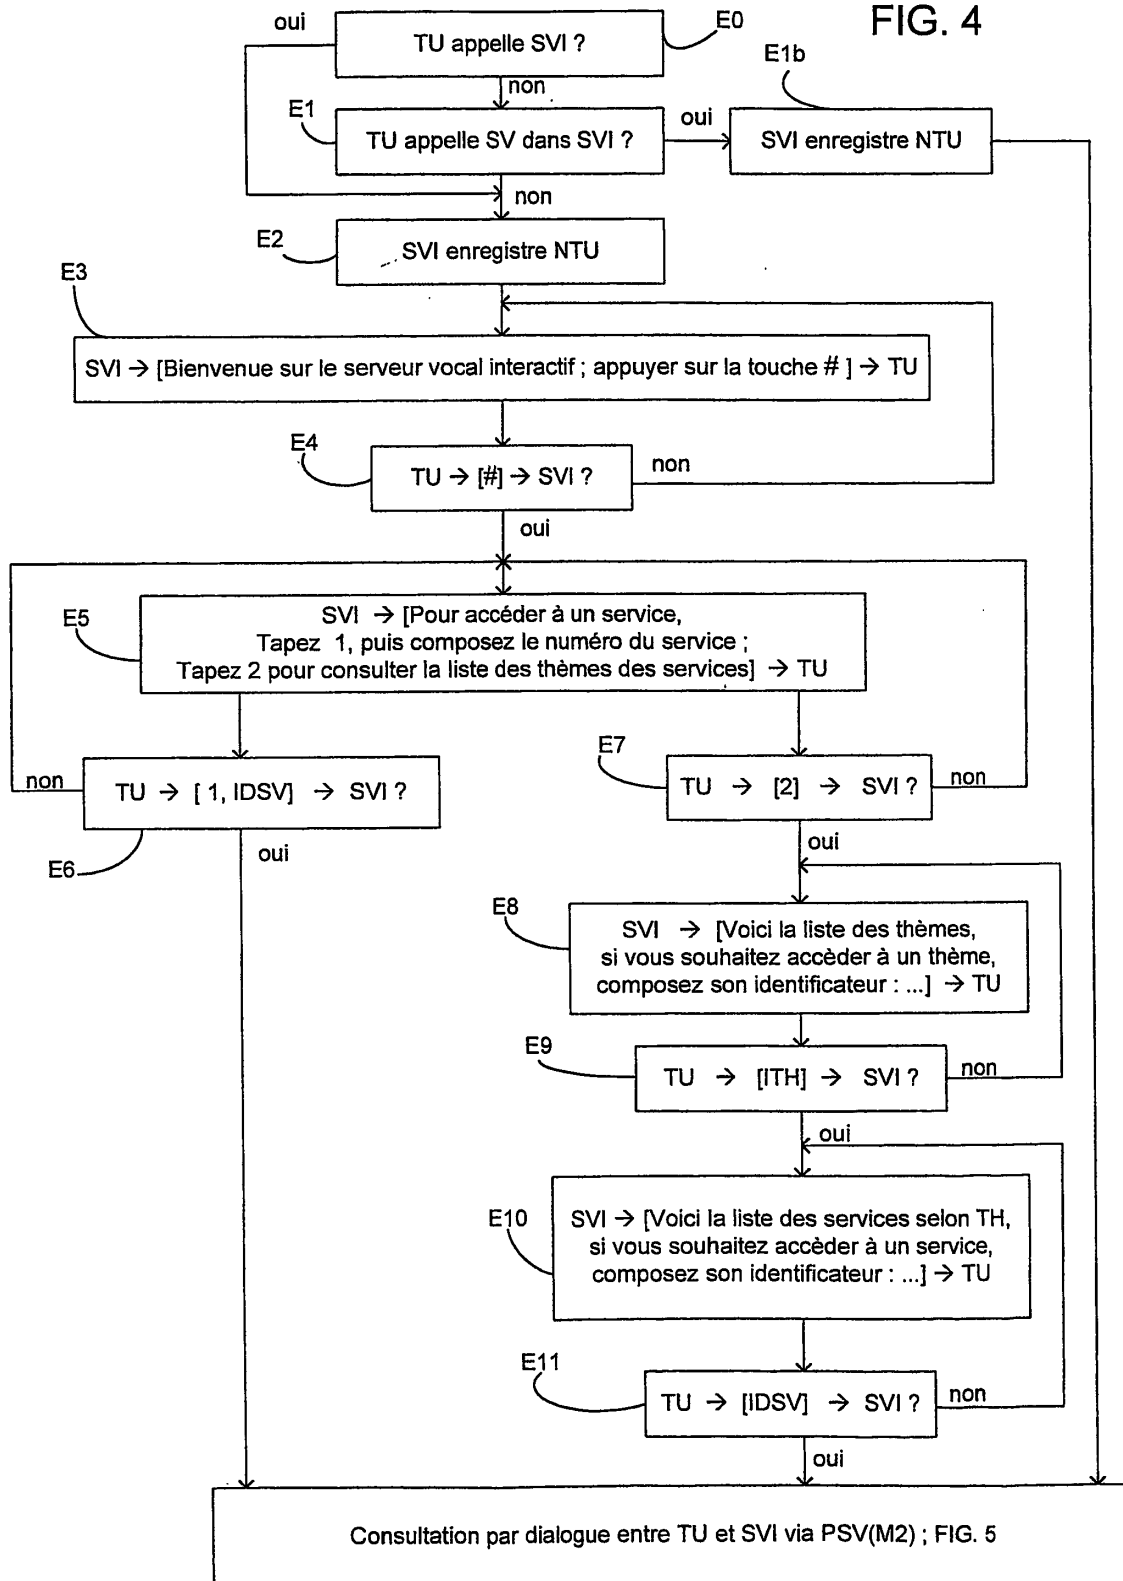 FIG. 4
oui
TU appelle SVI ?
E0
non
E1b
E1
TU appelle SV dans SVI ?
oui
SVI enregistre NTU
non
E2
SVI enregistre NTU
E3
SVI → [Bienvenue sur le serveur vocal interactif ; appuyer sur la touche # ] → TU
E4
TU → [#] → SVI ?
non
oui
E5
SVI → [Pour accéder à un service,
Tapez 1, puis composez le numéro du service ;
Tapez 2 pour consulter la liste des thèmes des services] → TU
non
TU → [ 1, IDSV] → SVI ?
E6
oui
E7
TU → [2] → SVI ?
non
oui
E8
SVI → [Voici la liste des thèmes,
si vous souhaitez accèder à un thème,
composez son identificateur : ...] → TU
E9
TU → [ITH] → SVI ?
non
oui
E10
SVI → [Voici la liste des services selon TH,
si vous souhaitez accèder à un service,
composez son identificateur : ...] → TU
E11
TU → [IDSV] → SVI ?
non
oui
Consultation par dialogue entre TU et SVI via PSV(M2) ; FIG. 5